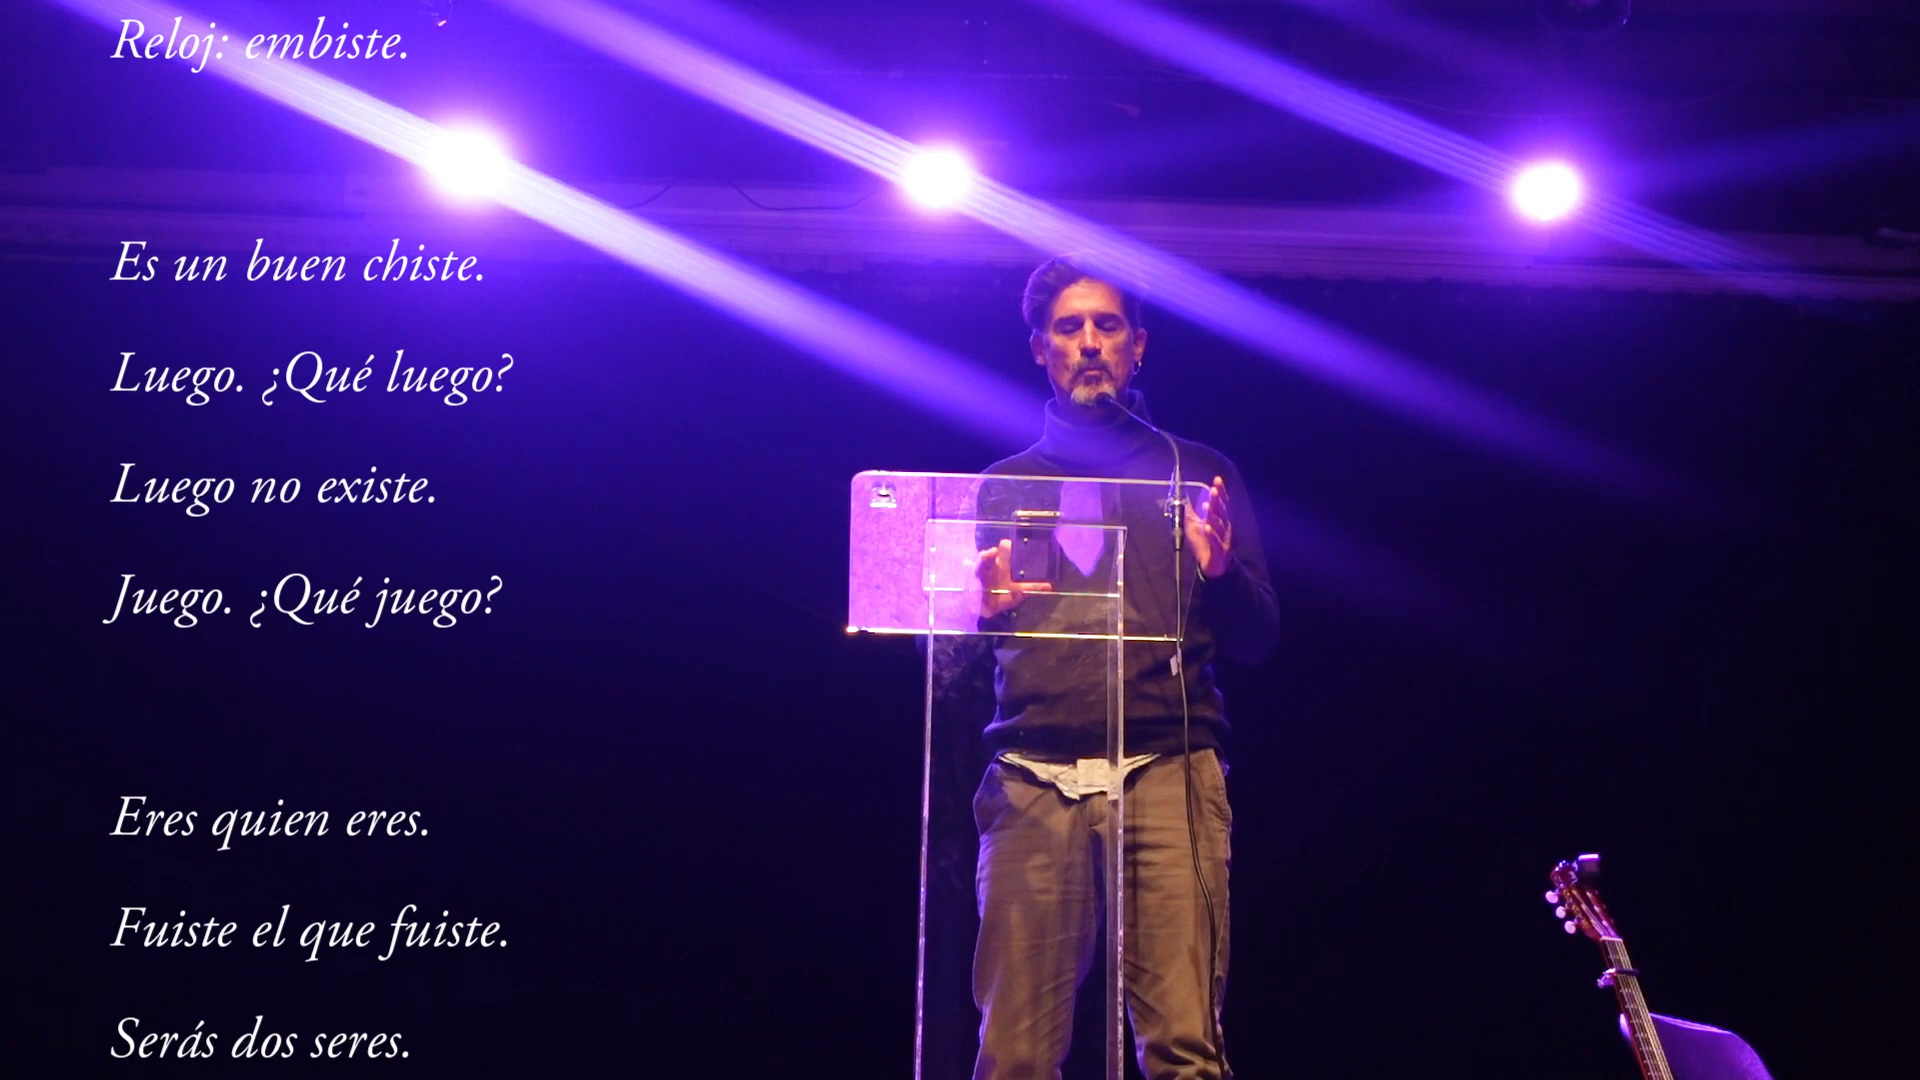 Reloj: embiste.
Es un buen chiste.
Luego. ¿Qué luego?
Luego no existe.
Juego. ¿Qué juego?
Eres quien eres.
Fuiste el que fuiste.
Serás dos seres.